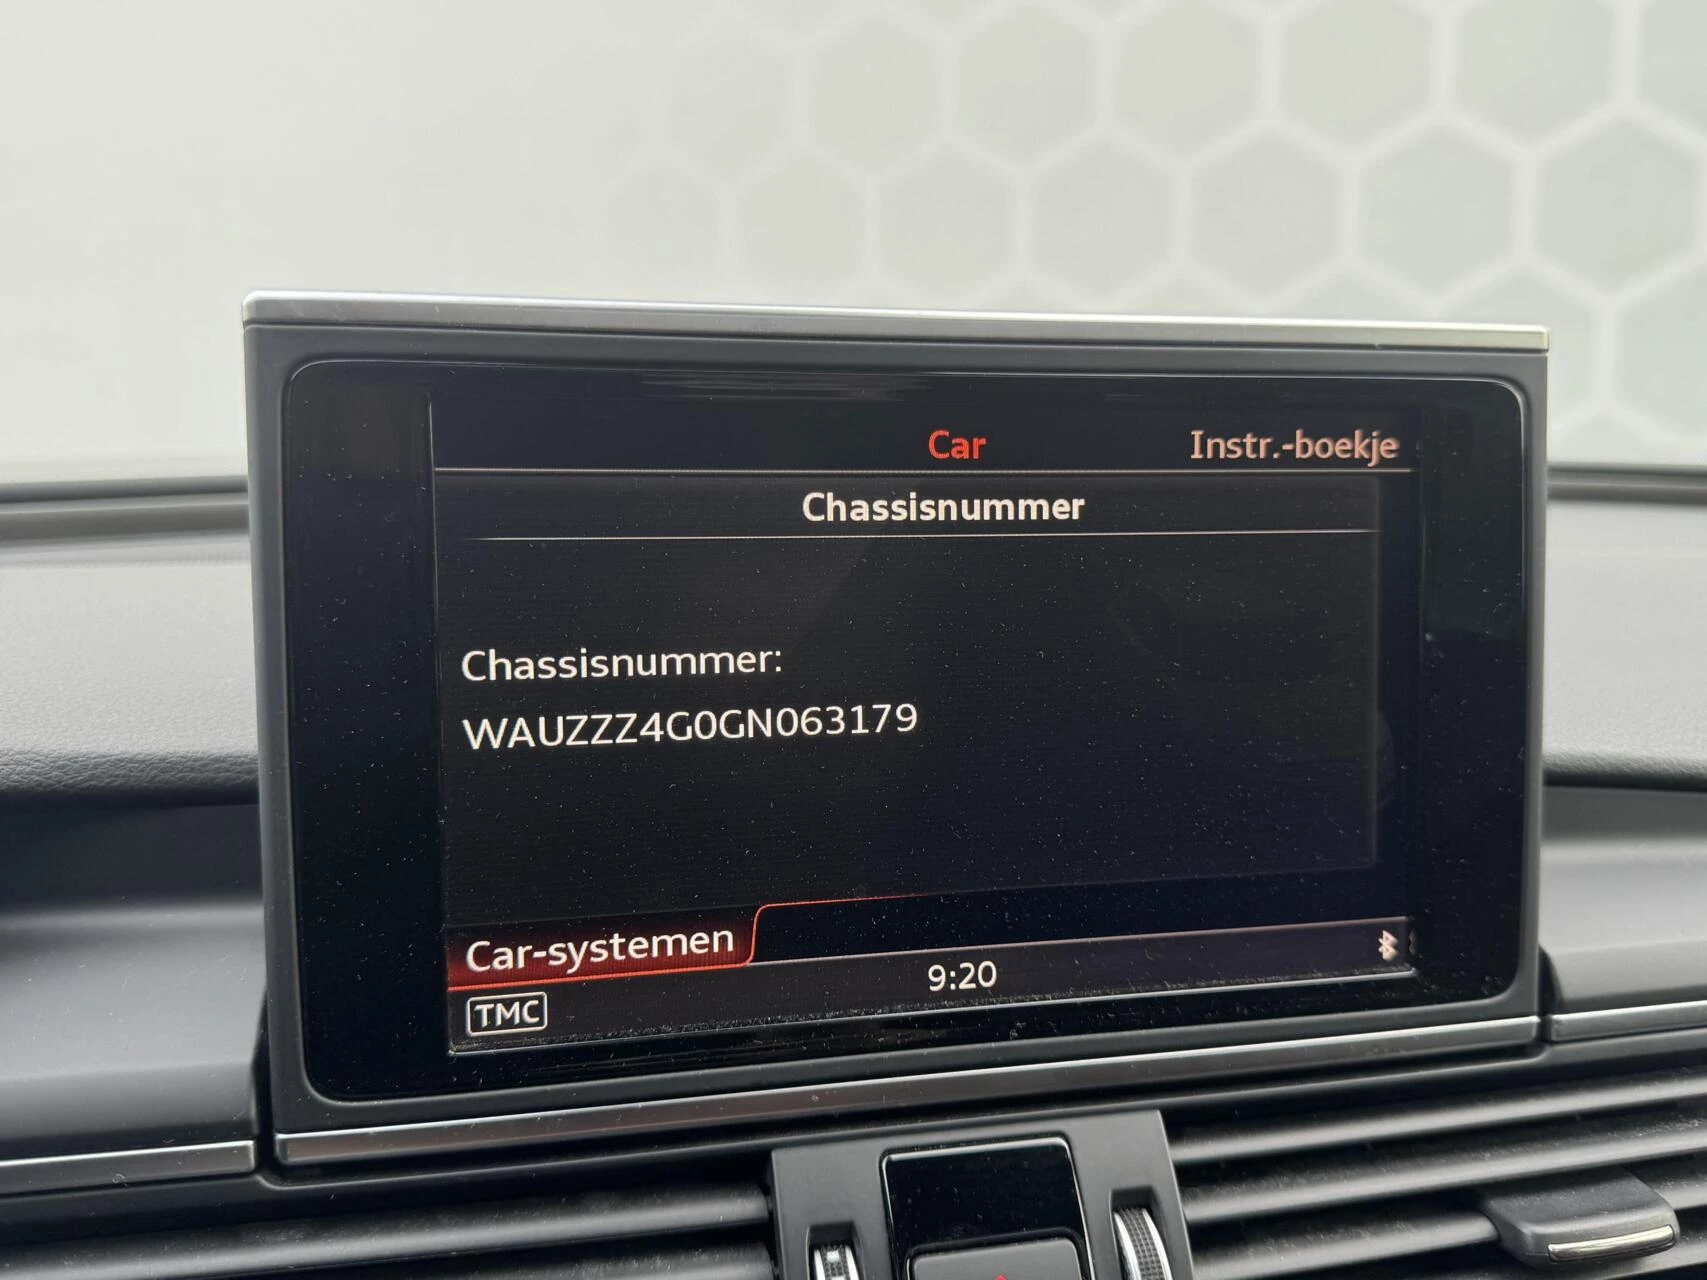 Car
Instr.-boekje
Chassisnummer
Chassisnummer:
WAUZZZ4G0GN063179
Car-systemen
9:20
TMC